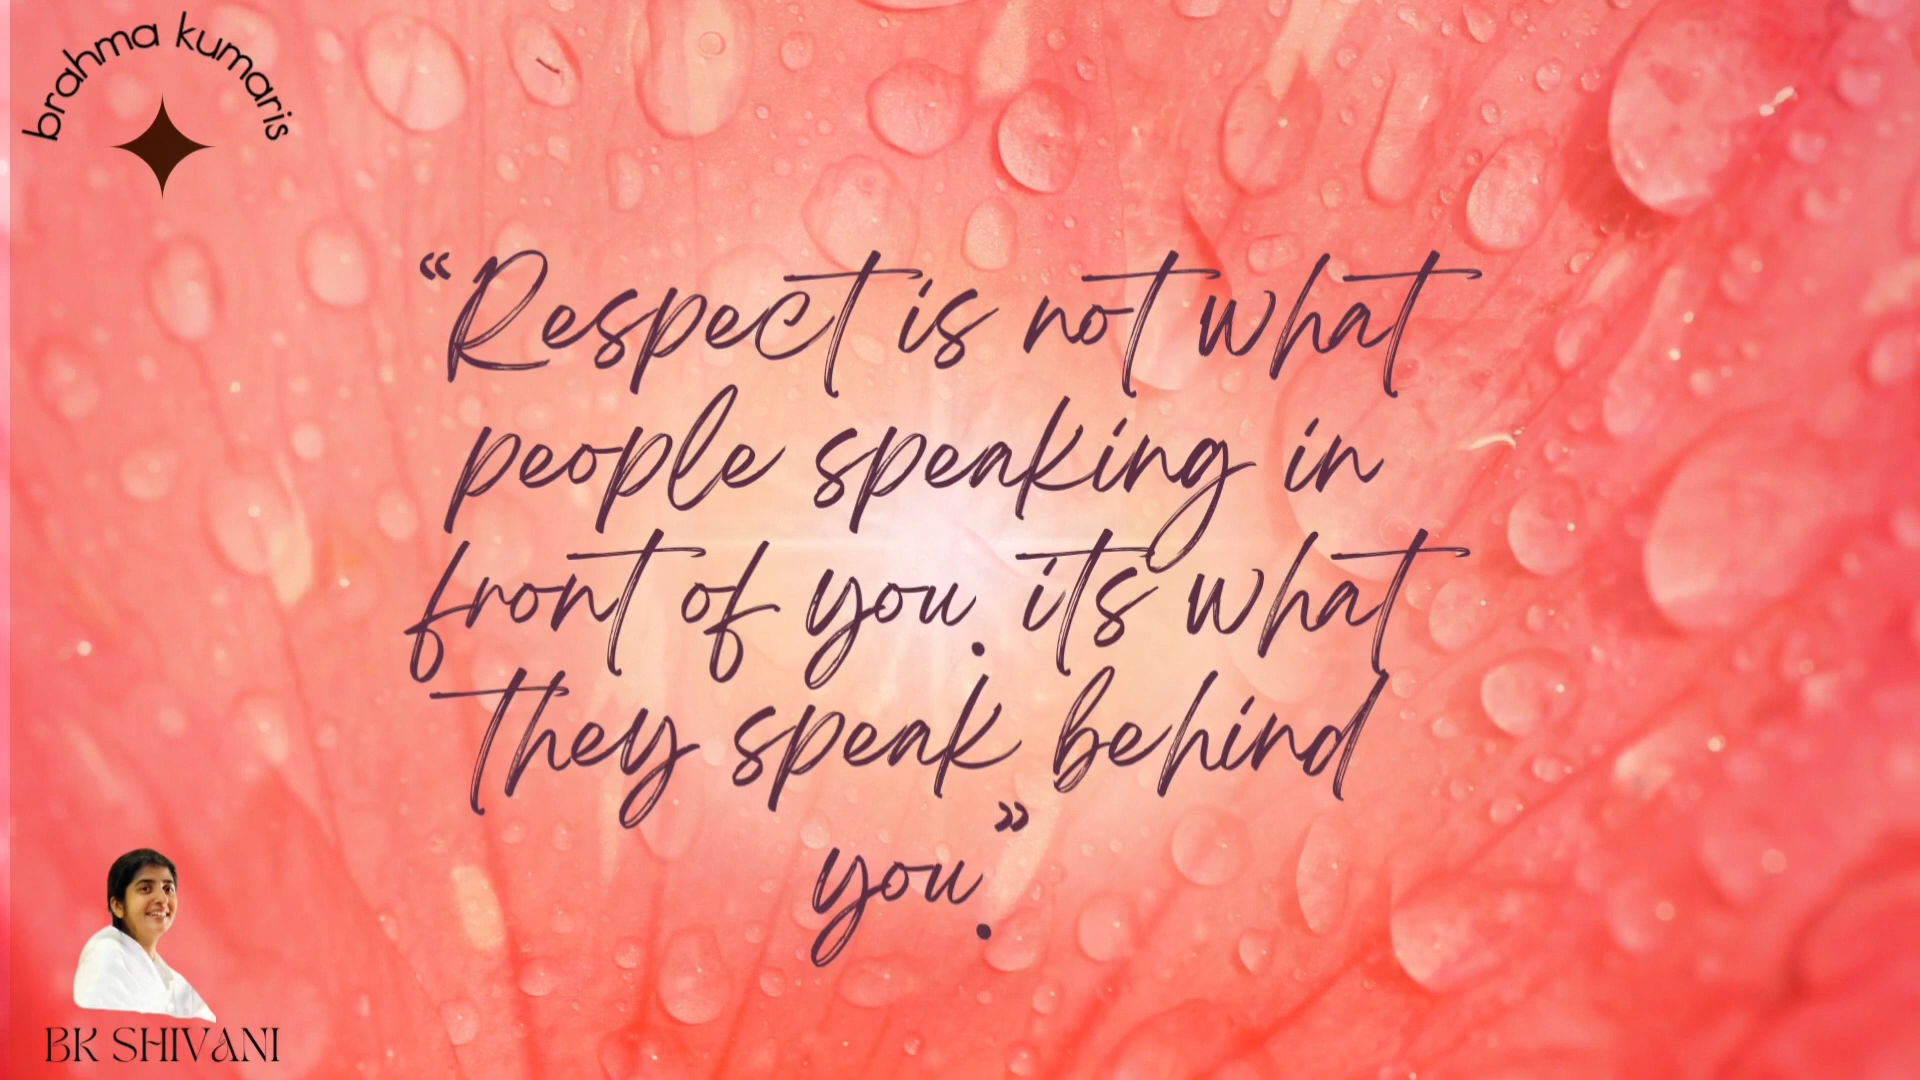 brahma kumaris
“Respect is not what
people speaking in
front of you. it's what
they speak behind
you.”
BK SHIVANI